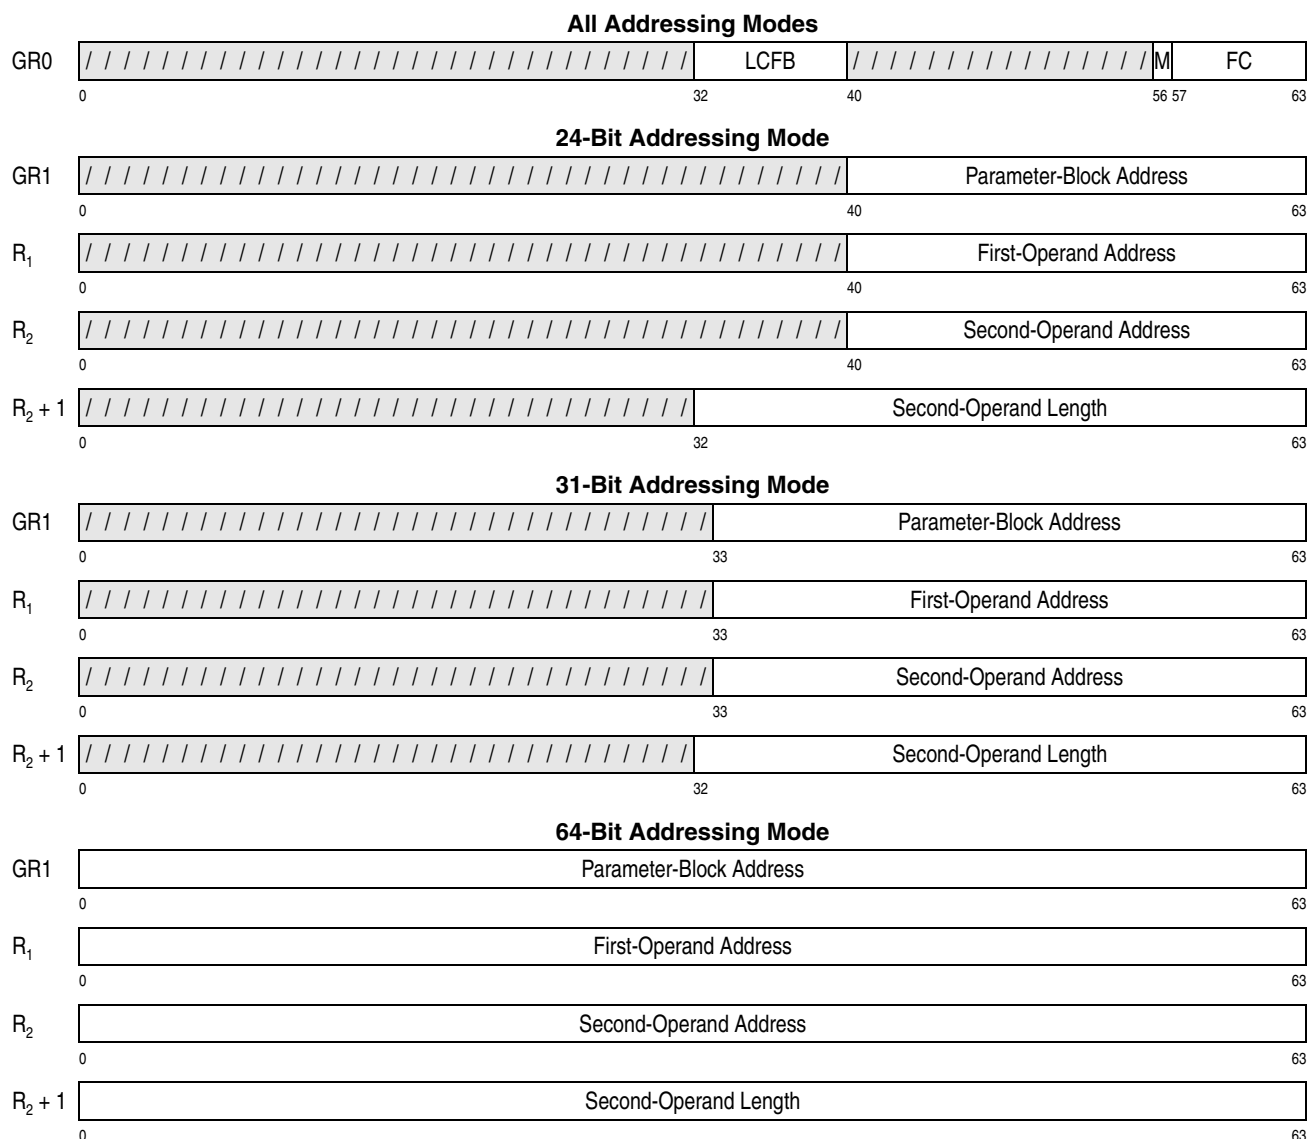 All Addressing Modes
GR0 / / / / / / / / / / / / / / / / / / / / / / / / / / / / / / / / LCFB / / / / / / / / / / / / / / / / M FC
0 32 40 56 57 63
24-Bit Addressing Mode
GR1 / / / / / / / / / / / / / / / / / / / / / / / / / / / / / / / / / / / / / / / / Parameter-Block Address
0 40 63
R₁ / / / / / / / / / / / / / / / / / / / / / / / / / / / / / / / / / / / / / / / / First-Operand Address
0 40 63
R₂ / / / / / / / / / / / / / / / / / / / / / / / / / / / / / / / / / / / / / / / / Second-Operand Address
0 40 63
R₂ + 1 / / / / / / / / / / / / / / / / / / / / / / / / / / / / / / / / Second-Operand Length
0 32 63
31-Bit Addressing Mode
GR1 / / / / / / / / / / / / / / / / / / / / / / / / / / / / / / / / / Parameter-Block Address
0 33 63
R₁ / / / / / / / / / / / / / / / / / / / / / / / / / / / / / / / / / First-Operand Address
0 33 63
R₂ / / / / / / / / / / / / / / / / / / / / / / / / / / / / / / / / / Second-Operand Address
0 33 63
R₂ + 1 / / / / / / / / / / / / / / / / / / / / / / / / / / / / / / / / Second-Operand Length
0 32 63
64-Bit Addressing Mode
GR1 Parameter-Block Address
0 63
R₁ First-Operand Address
0 63
R₂ Second-Operand Address
0 63
R₂ + 1 Second-Operand Length
0 63